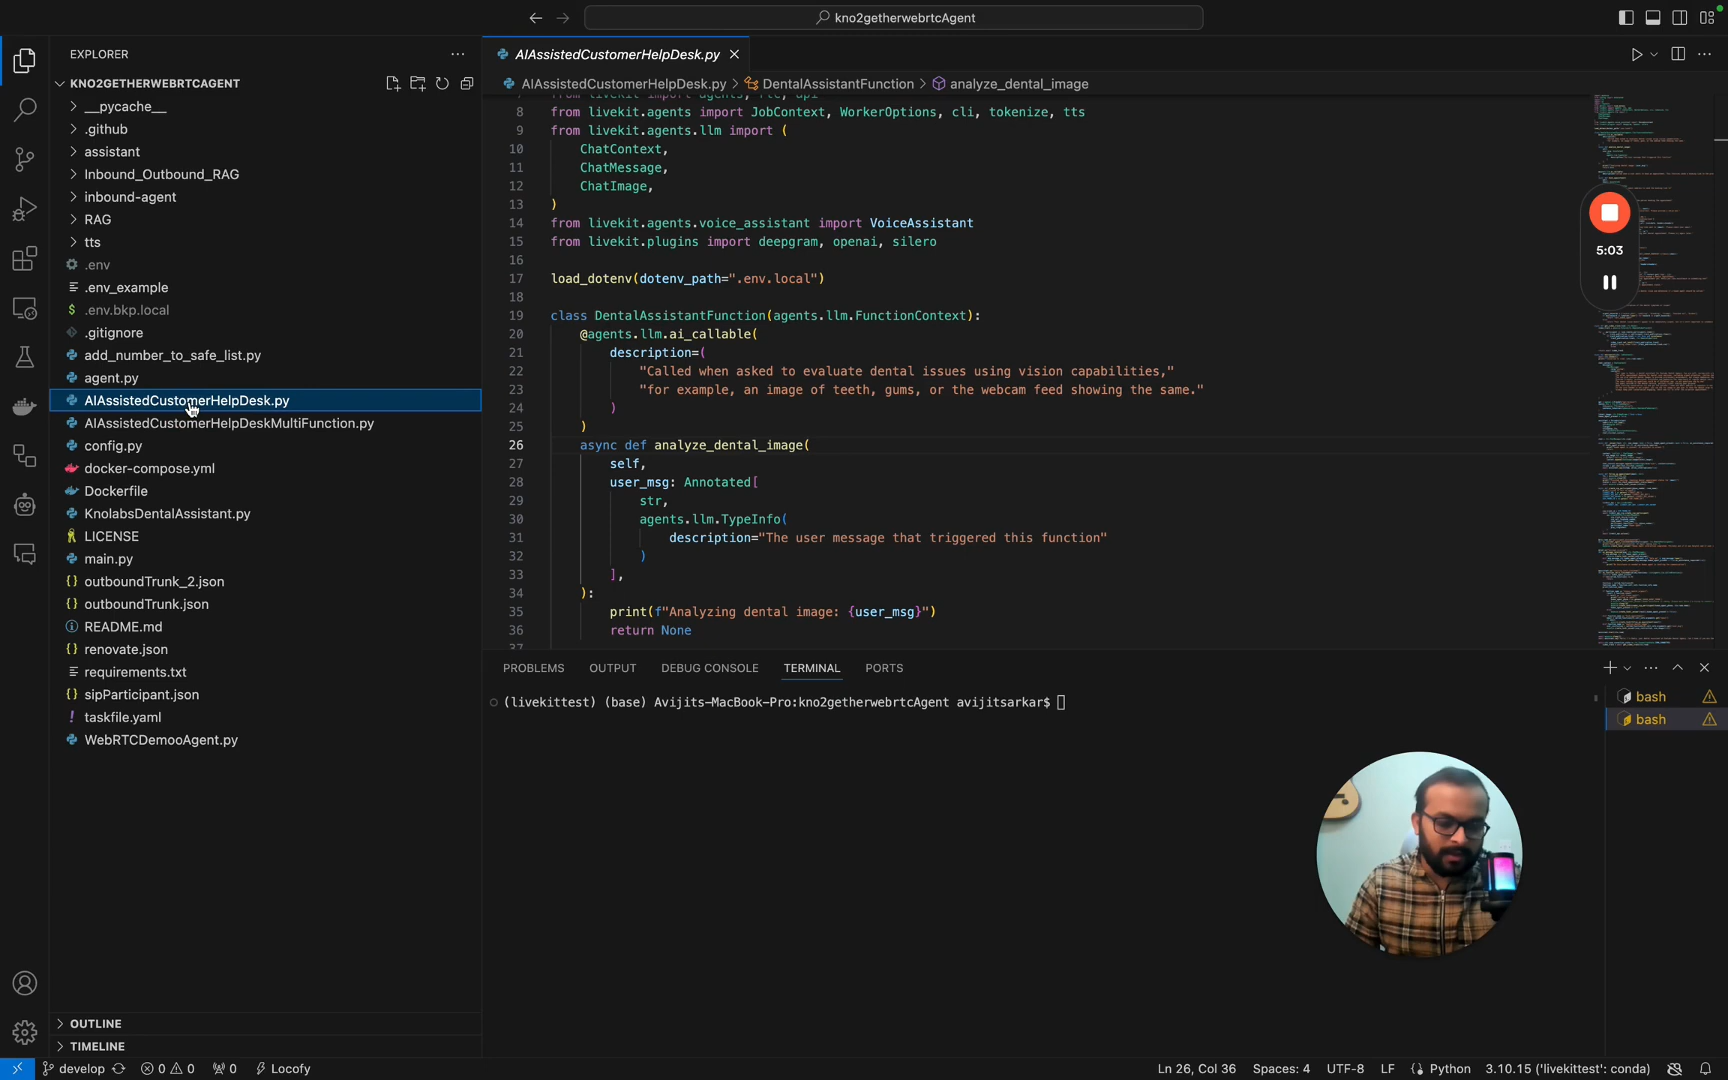 kno2getherwebrtcAgent
EXPLORER
KNO2GETHERWEBRTCAGENT
__pycache__
.github
assistant
Inbound_Outbound_RAG
inbound-agent
RAG
tts
.env
.env_example
$ .env.bkp.local
.gitignore
add_number_to_safe_list.py
agent.py
AIAssistedCustomerHelpDesk.py
AIAssistedCustomerHelpDeskMultiFunction.py
config.py
docker-compose.yml
Dockerfile
KnolabsDentalAssistant.py
LICENSE
main.py
{} outboundTrunk_2.json
{} outboundTrunk.json
README.md
{} renovate.json
requirements.txt
{} sipParticipant.json
! taskfile.yaml
WebRTCDemooAgent.py
OUTLINE
TIMELINE
AIAssistedCustomerHelpDesk.py
AIAssistedCustomerHelpDesk.py > DentalAssistantFunction > analyze_dental_image
7 from livekit import agents, rtc, api
8 from livekit.agents import JobContext, WorkerOptions, cli, tokenize, tts
9 from livekit.agents.llm import (
10 ChatContext,
11 ChatMessage,
12 ChatImage,
13 )
14 from livekit.agents.voice_assistant import VoiceAssistant
15 from livekit.plugins import deepgram, openai, silero
16
17 load_dotenv(dotenv_path=".env.local")
18
19 class DentalAssistantFunction(agents.llm.FunctionContext):
20 @agents.llm.ai_callable(
21 description=(
22 "Called when asked to evaluate dental issues using vision capabilities,"
23 "for example, an image of teeth, gums, or the webcam feed showing the same."
24 )
25 )
26 async def analyze_dental_image(
27 self,
28 user_msg: Annotated[
29 str,
30 agents.llm.TypeInfo(
31 description="The user message that triggered this function"
32 )
33 ],
34 ):
35 print(f"Analyzing dental image: {user_msg}")
36 return None
37
5:03
PROBLEMS OUTPUT DEBUG CONSOLE TERMINAL PORTS
(livekittest) (base) Avijits-MacBook-Pro:kno2getherwebrtcAgent avijitsarkar$
bash
bash
develop 0 0 0 Locofy
Ln 26, Col 36 Spaces: 4 UTF-8 LF Python 3.10.15 ('livekittest': conda)